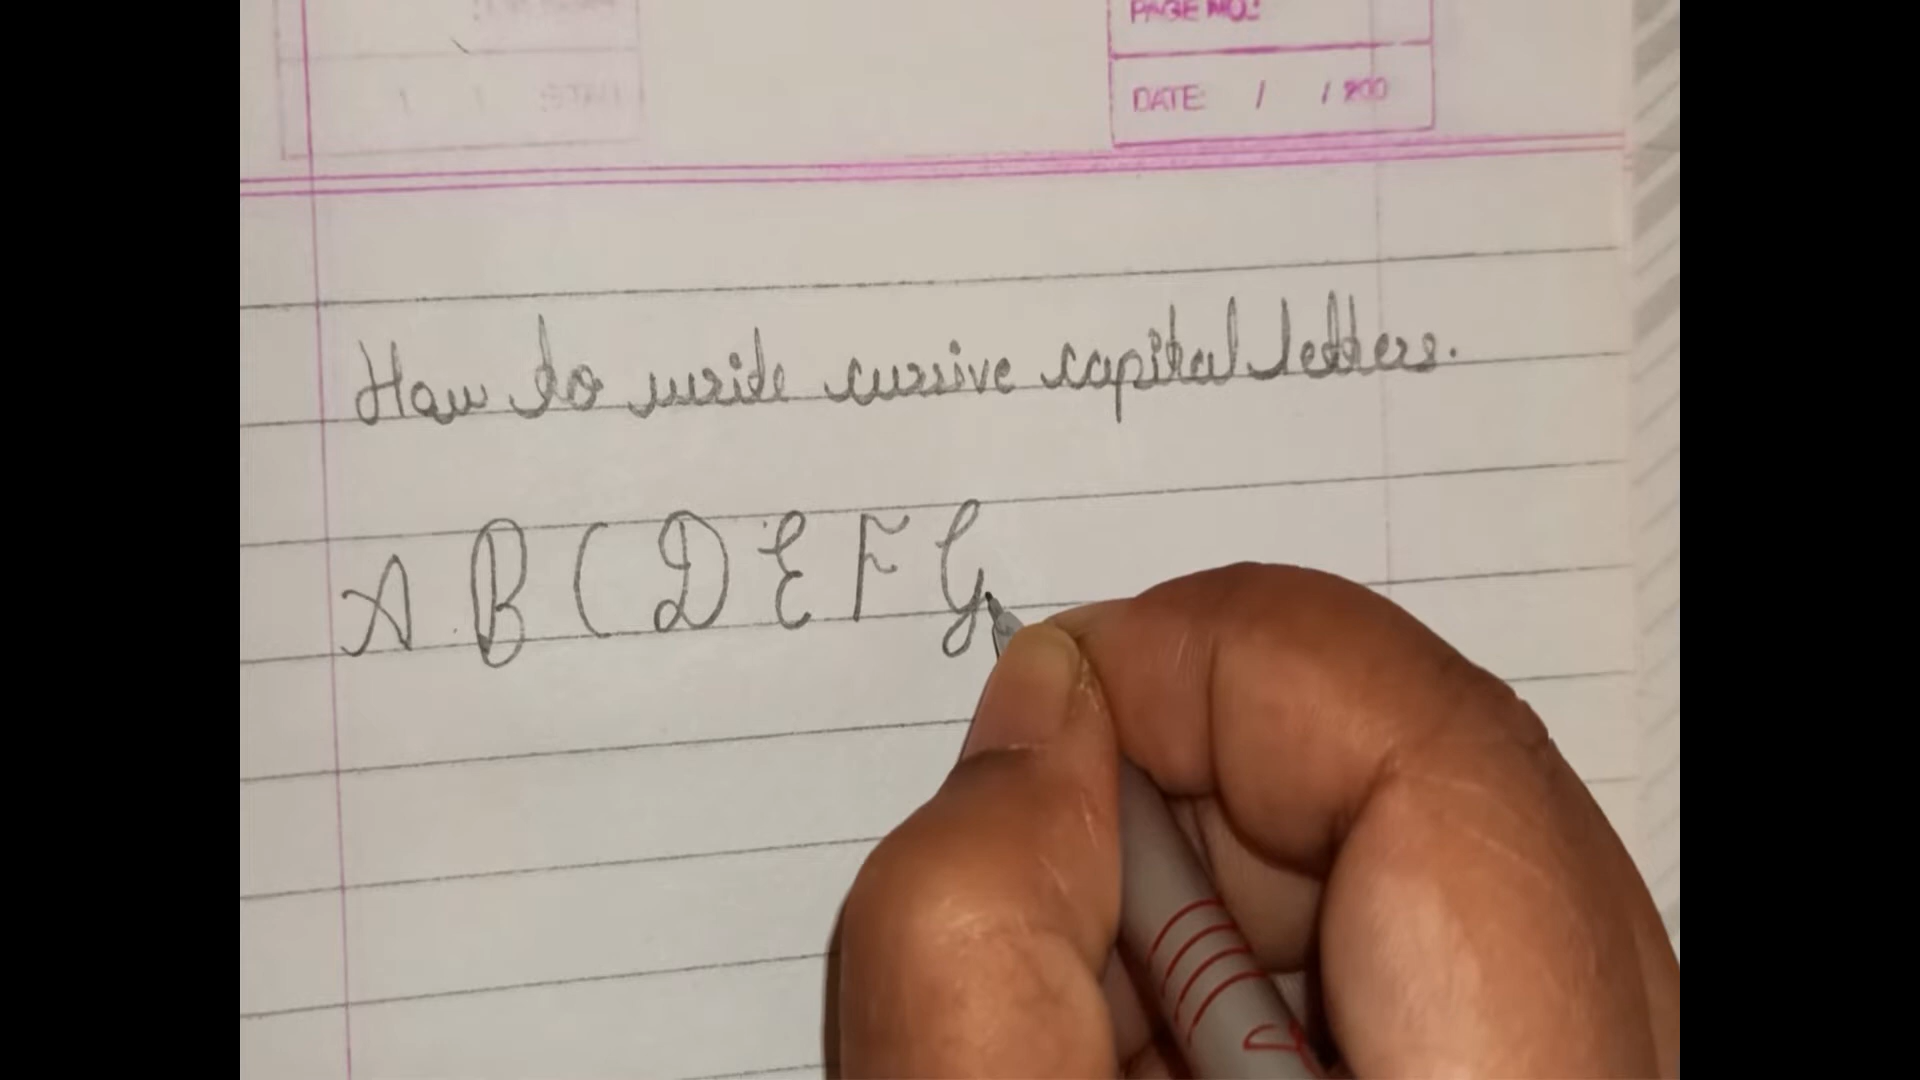 PAGE NO.:
DATE: / / 200
How to write cursive capital letters.
A B C D E F G